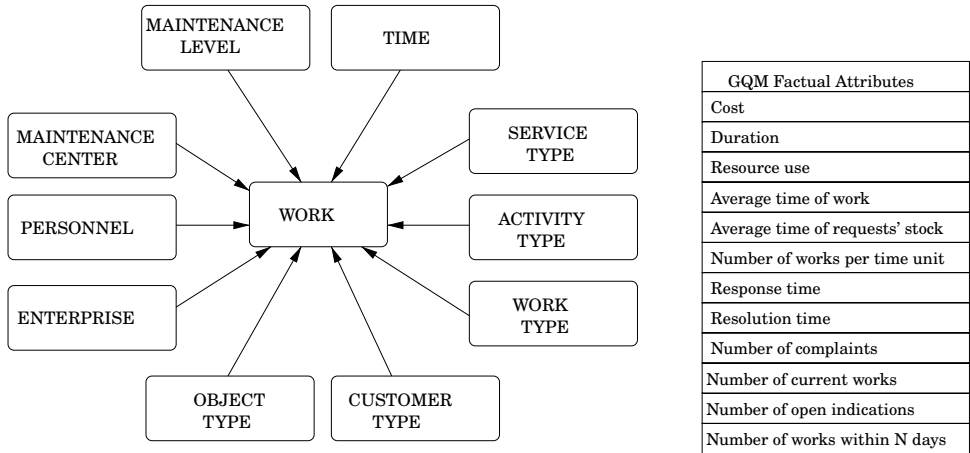 MAINTENANCE
LEVEL
TIME
MAINTENANCE
CENTER
SERVICE
TYPE
PERSONNEL
WORK
ACTIVITY
TYPE
ENTERPRISE
WORK
TYPE
OBJECT
TYPE
CUSTOMER
TYPE
GQM Factual Attributes
Cost
Duration
Resource use
Average time of work
Average time of requests' stock
Number of works per time unit
Response time
Resolution time
Number of complaints
Number of current works
Number of open indications
Number of works within N days